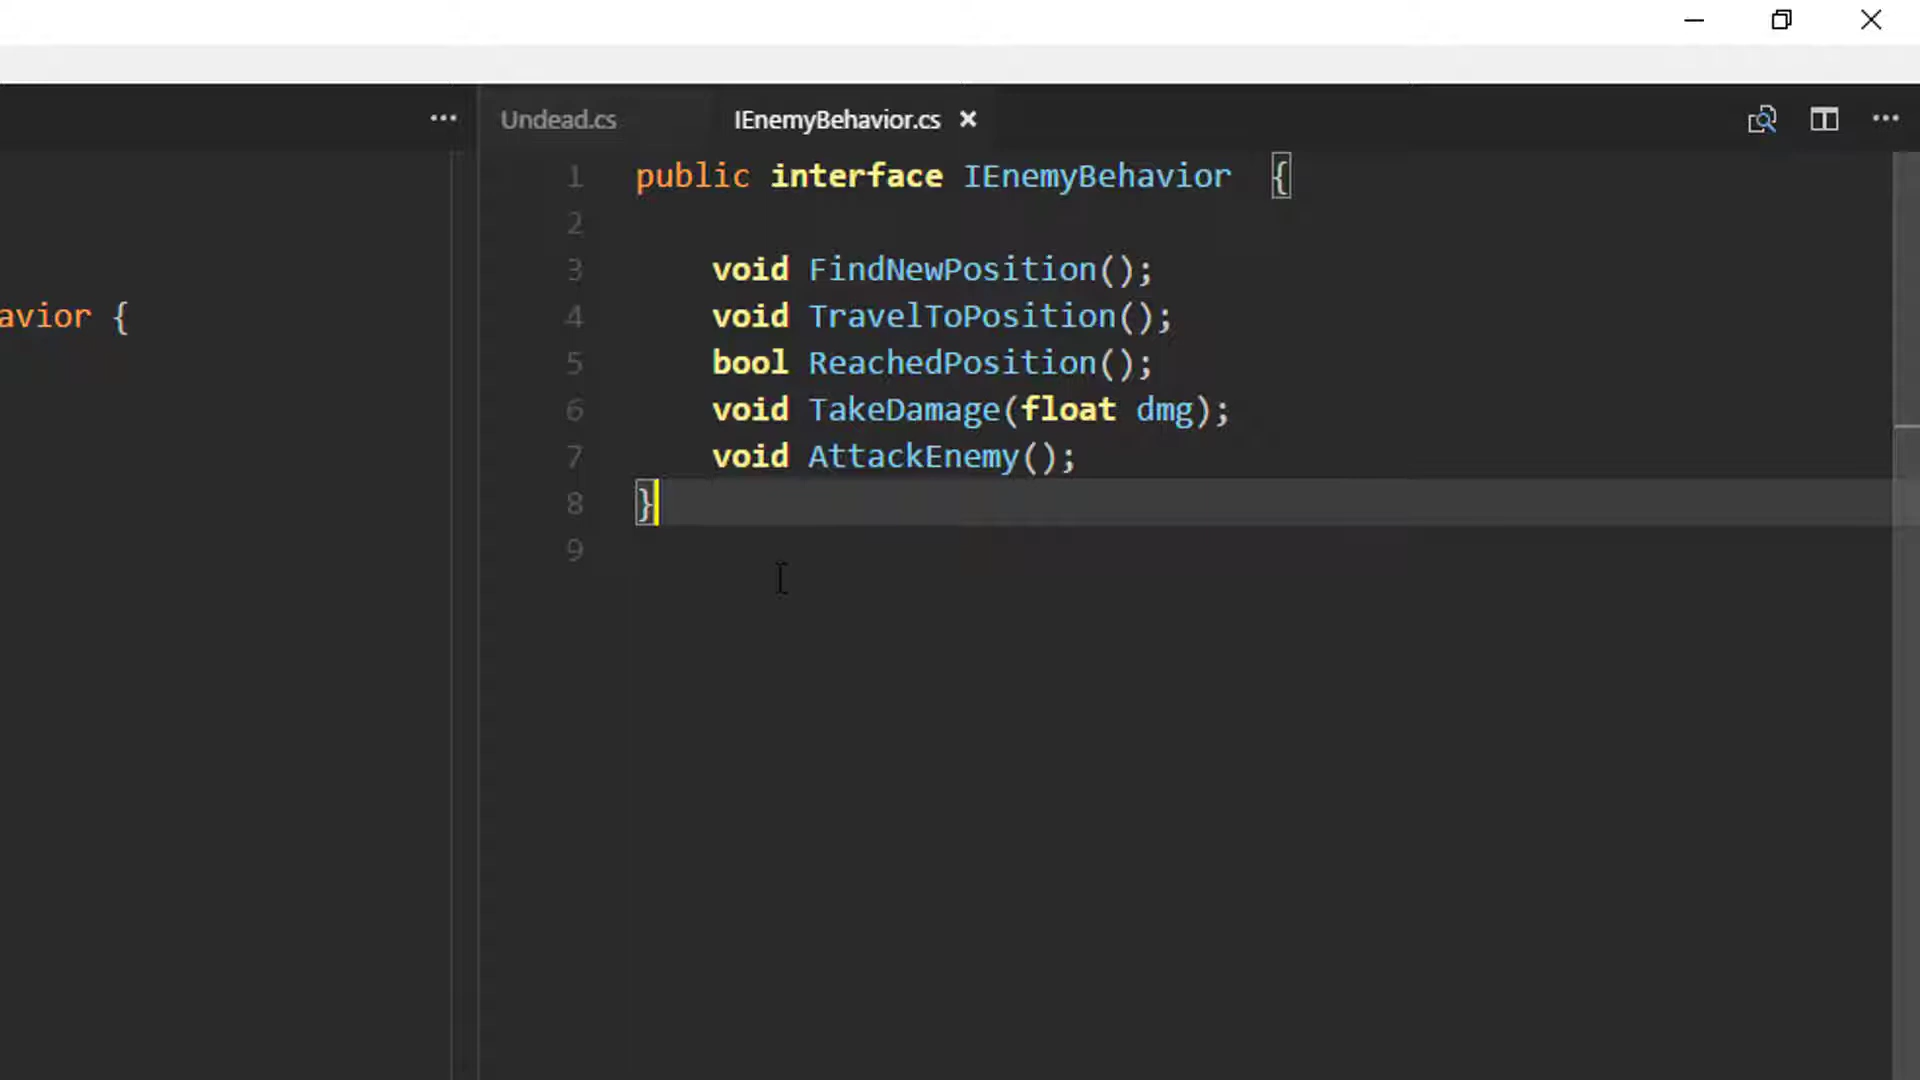 Undead.cs IEnemyBehavior.cs
avior {
1 public interface IEnemyBehavior {
2
3 void FindNewPosition();
4 void TravelToPosition();
5 bool ReachedPosition();
6 void TakeDamage(float dmg);
7 void AttackEnemy();
8 }
9